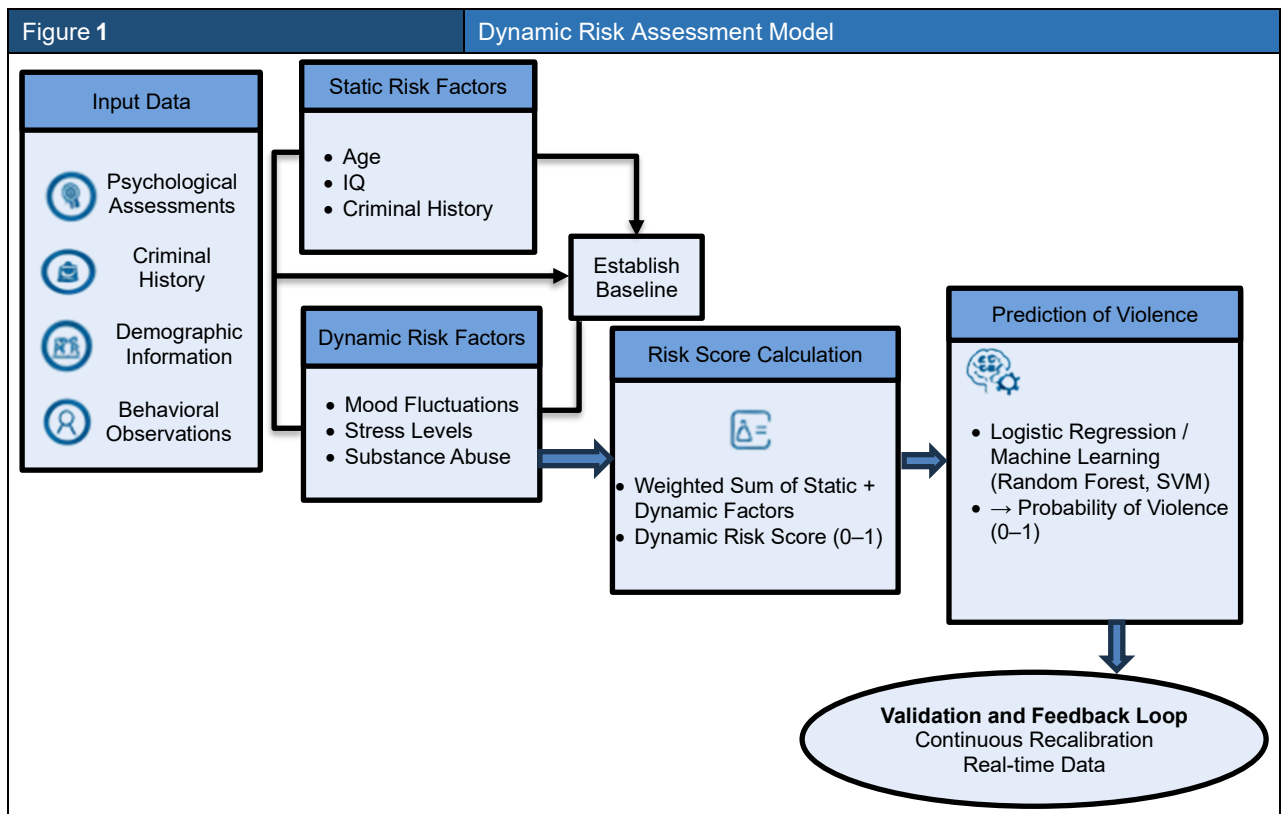 Figure 1
Dynamic Risk Assessment Model
Input Data
Psychological
Assessments
Criminal
History
Demographic
Information
Behavioral
Observations
Static Risk Factors
• Age
• IQ
• Criminal History
Establish
Baseline
Dynamic Risk Factors
• Mood Fluctuations
• Stress Levels
• Substance Abuse
Risk Score Calculation
• Weighted Sum of Static +
Dynamic Factors
• Dynamic Risk Score (0–1)
Prediction of Violence
• Logistic Regression /
Machine Learning
(Random Forest, SVM)
• → Probability of Violence
(0–1)
Validation and Feedback Loop
Continuous Recalibration
Real-time Data